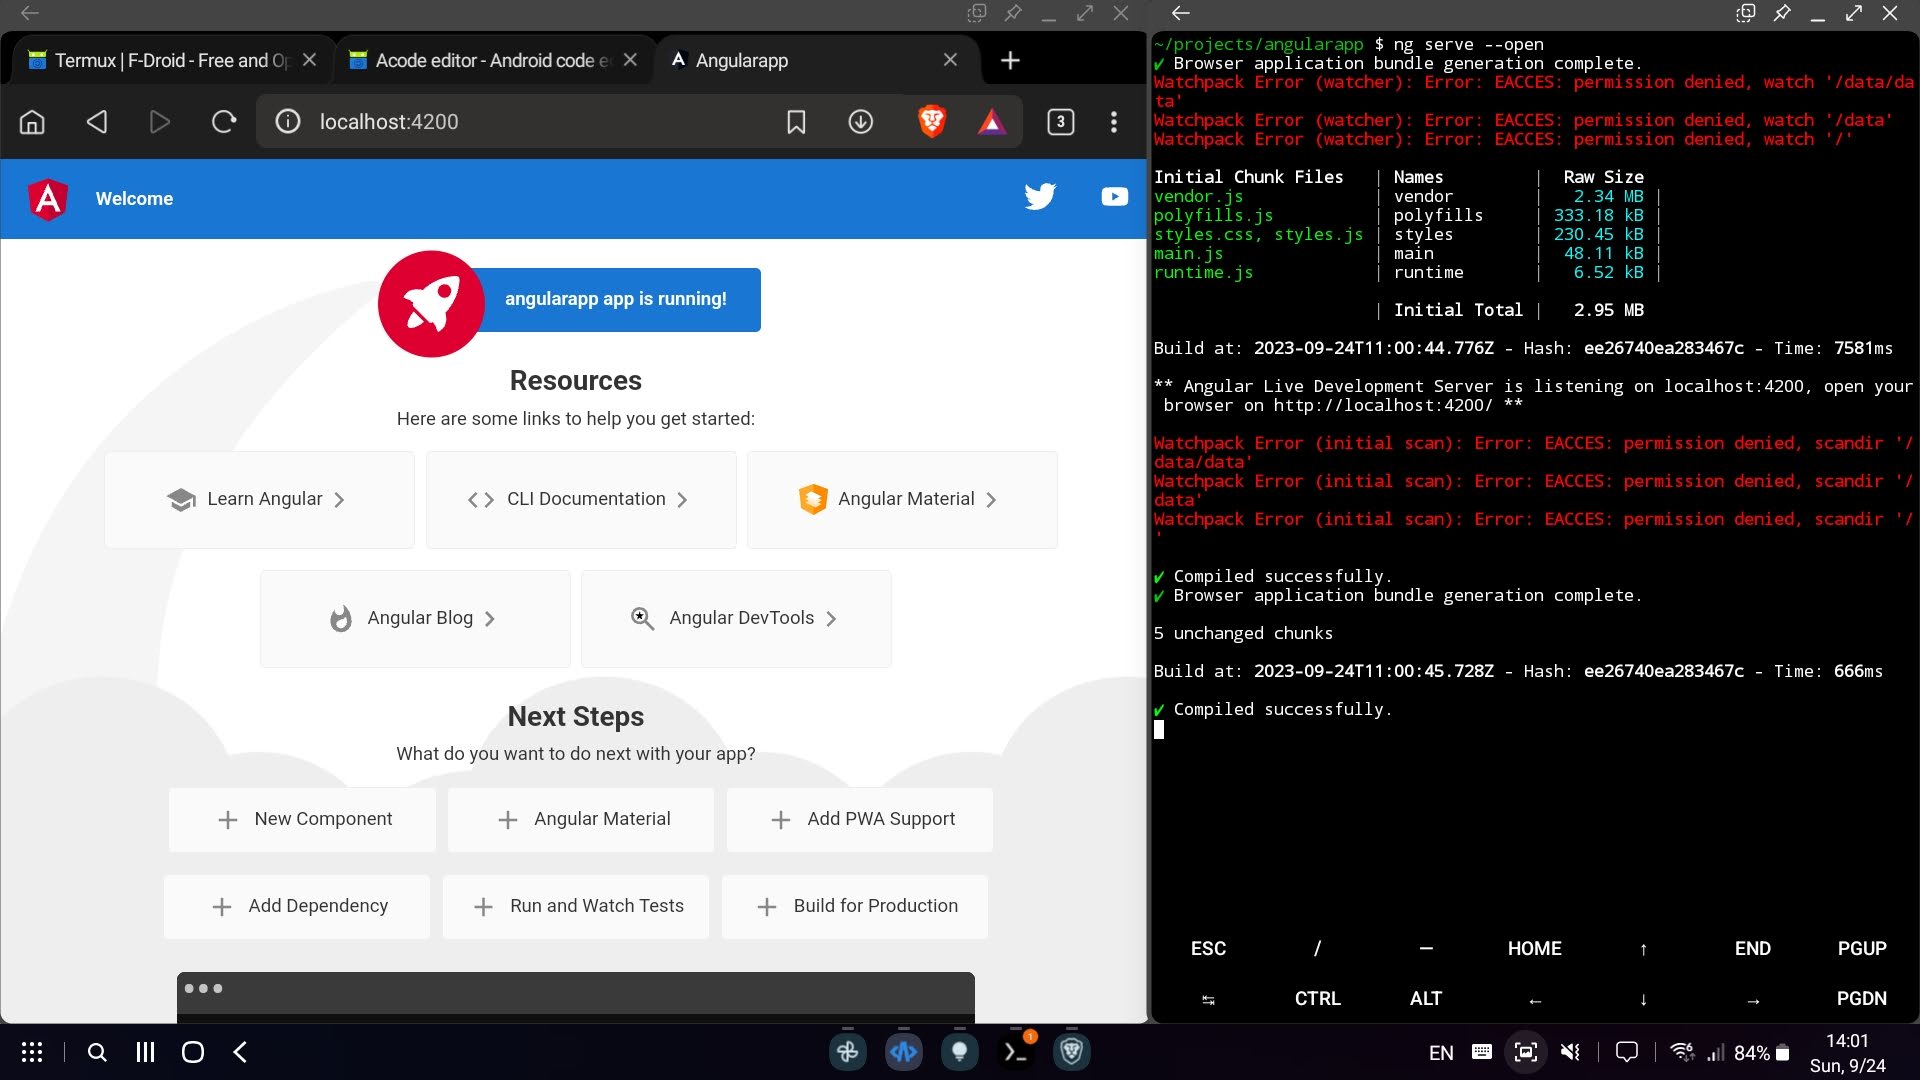 Termux | F-Droid - Free and Op
Acode editor - Android code e
Angularapp
localhost:4200
3
Welcome
angularapp app is running!
Resources
Here are some links to help you get started:
Learn Angular
CLI Documentation
Angular Material
Angular Blog
Angular DevTools
Next Steps
What do you want to do next with your app?
New Component
Angular Material
Add PWA Support
Add Dependency
Run and Watch Tests
Build for Production
~/projects/angularapp $ ng serve --open
✔ Browser application bundle generation complete.
Watchpack Error (watcher): Error: EACCES: permission denied, watch '/data/da
ta'
Watchpack Error (watcher): Error: EACCES: permission denied, watch '/data'
Watchpack Error (watcher): Error: EACCES: permission denied, watch '/'
Initial Chunk Files | Names | Raw Size
vendor.js | vendor | 2.34 MB |
polyfills.js | polyfills | 333.18 kB |
styles.css, styles.js | styles | 230.45 kB |
main.js | main | 48.11 kB |
runtime.js | runtime | 6.52 kB |
| Initial Total | 2.95 MB
Build at: 2023-09-24T11:00:44.776Z - Hash: ee26740ea283467c - Time: 7581ms
** Angular Live Development Server is listening on localhost:4200, open your
browser on http://localhost:4200/ **
Watchpack Error (initial scan): Error: EACCES: permission denied, scandir '/
data/data'
Watchpack Error (initial scan): Error: EACCES: permission denied, scandir '/
data'
Watchpack Error (initial scan): Error: EACCES: permission denied, scandir '/
'
✔ Compiled successfully.
✔ Browser application bundle generation complete.
5 unchanged chunks
Build at: 2023-09-24T11:00:45.728Z - Hash: ee26740ea283467c - Time: 666ms
✔ Compiled successfully.
ESC / — HOME ↑ END PGUP
↹ CTRL ALT ← ↓ → PGDN
1
EN
84%
14:01
Sun, 9/24